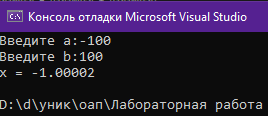 Консоль отладки Microsoft Visual Studio
Введите a:-100
Введите b:100
x = -1.00002
D:\d\уник\оап\Лабораторная работа